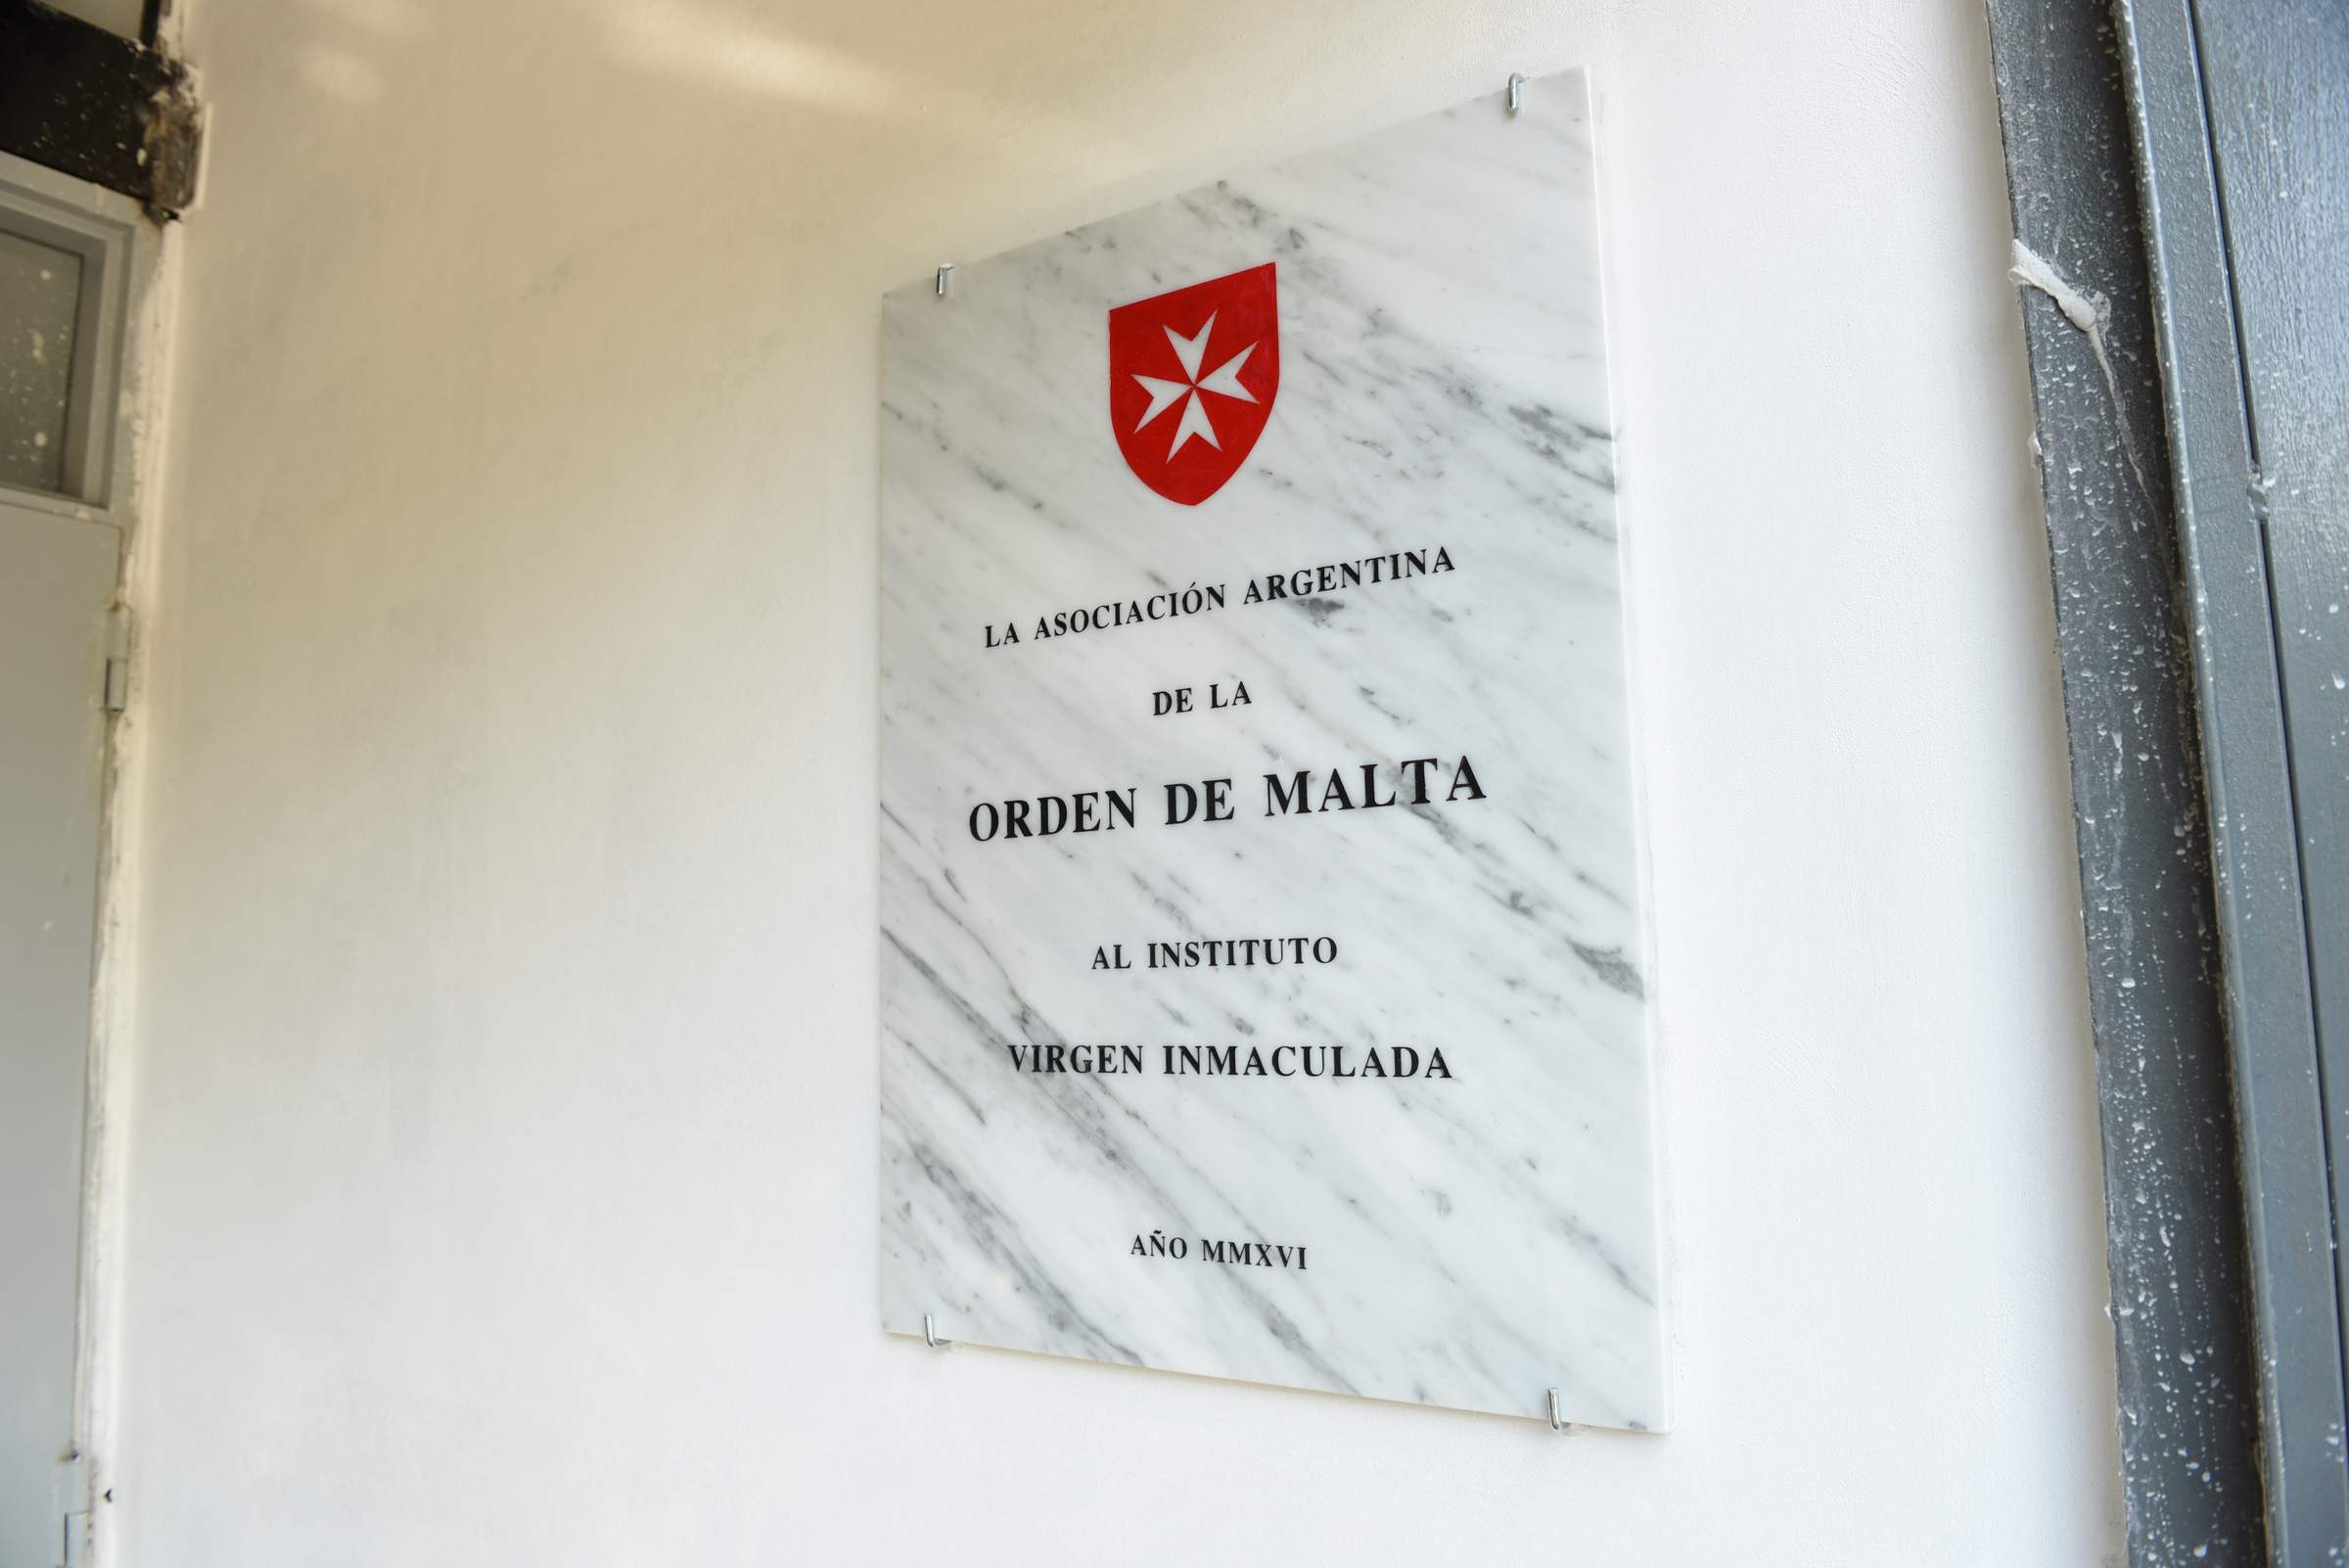 LA ASOCIACIÓN ARGENTINA
DE LA
ORDEN DE MALTA
AL INSTITUTO
VIRGEN INMACULADA
AÑO MMXVI